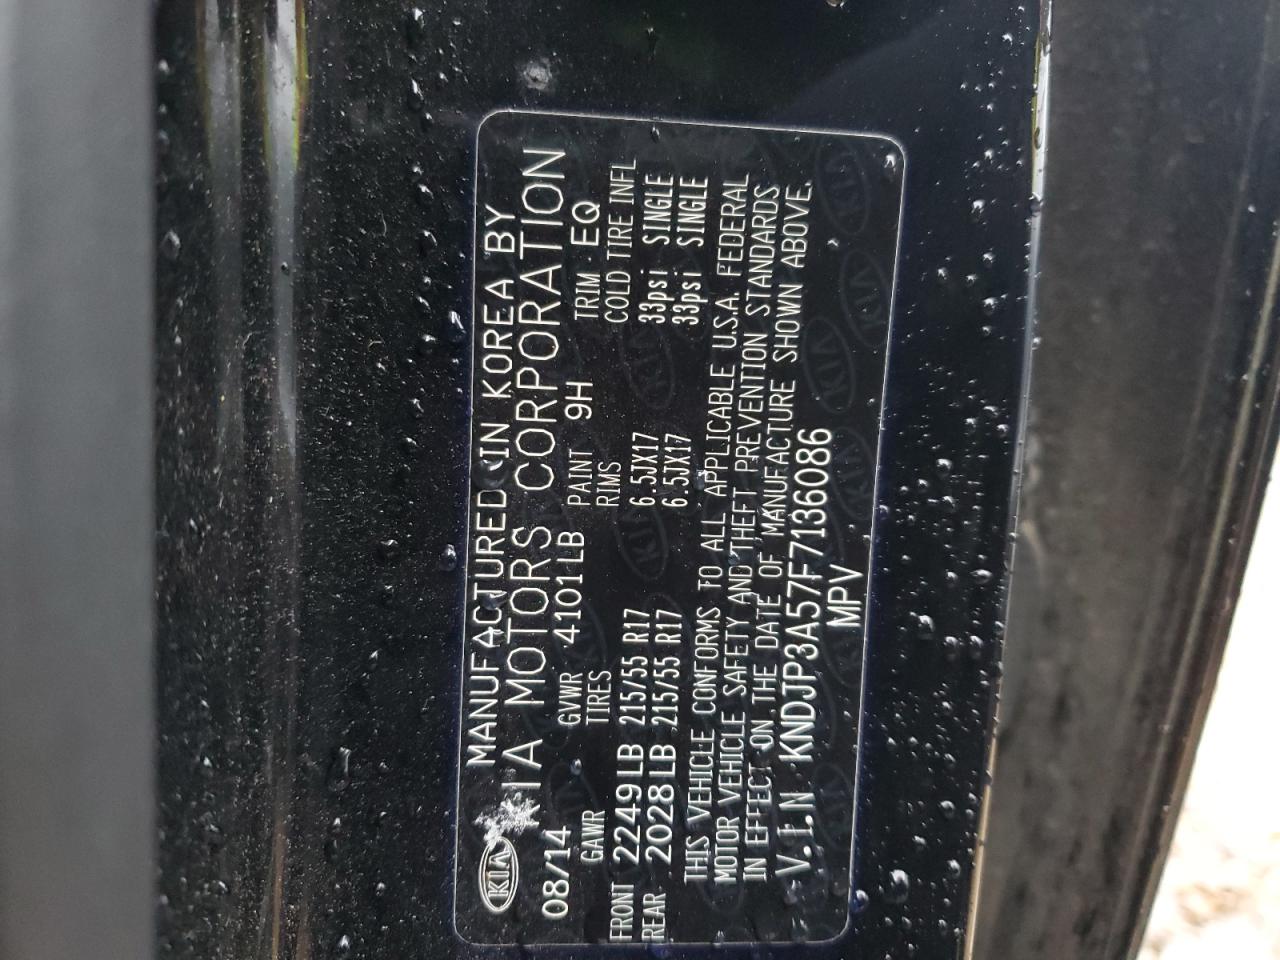 KIA
MANUFACTURED IN KOREA BY
KIA MOTORS CORPORATION
08/14 GVWR 4101LB PAINT 9H TRIM EQ
GAWR TIRES RIMS COLD TIRE INFL
FRONT 2249LB 215/55 R17 6.5JX17 33psi SINGLE
REAR 2028LB 215/55 R17 6.5JX17 33psi SINGLE
THIS VEHICLE CONFORMS TO ALL APPLICABLE U.S.A. FEDERAL
MOTOR VEHICLE SAFETY AND THEFT PREVENTION STANDARDS
IN EFFECT ON THE DATE OF MANUFACTURE SHOWN ABOVE.
V.I.N KNDJP3A57F7136086
MPV